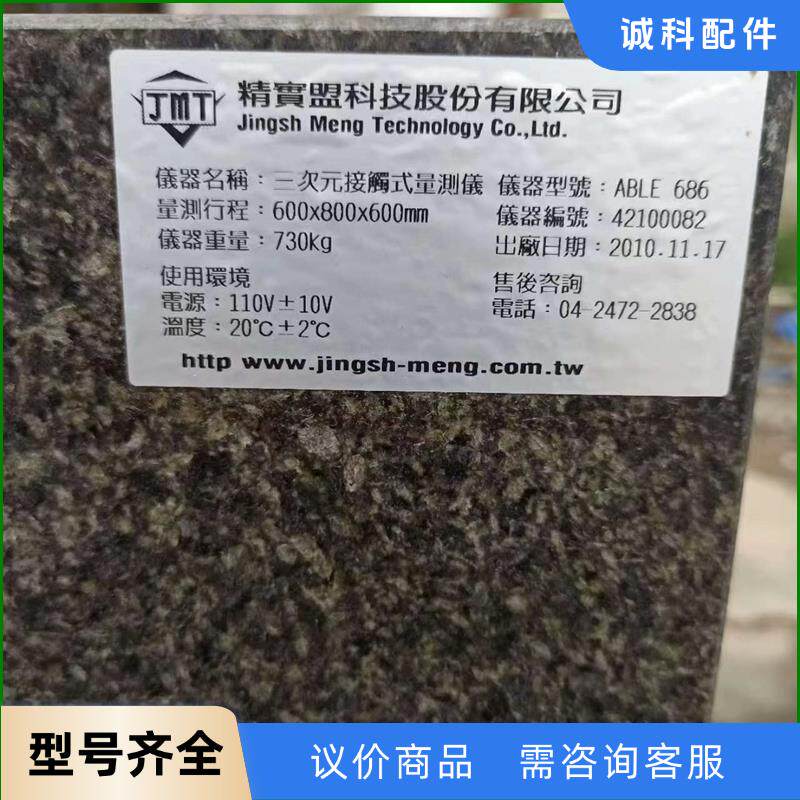 诚科配件
JMT 精實盟科技股份有限公司
Jingsh Meng Technology Co.,Ltd.
儀器名稱：三次元接觸式量測儀 儀器型號：ABLE 686
量測行程：600x800x600mm 儀器編號：42100082
儀器重量：730kg 出廠日期：2010.11.17
使用環境 售後咨詢
電源：110V±10V 電話：04-2472-2838
溫度：20℃±2℃
http www.jingsh-meng.com.tw
型号齐全 议价商品 需咨询客服